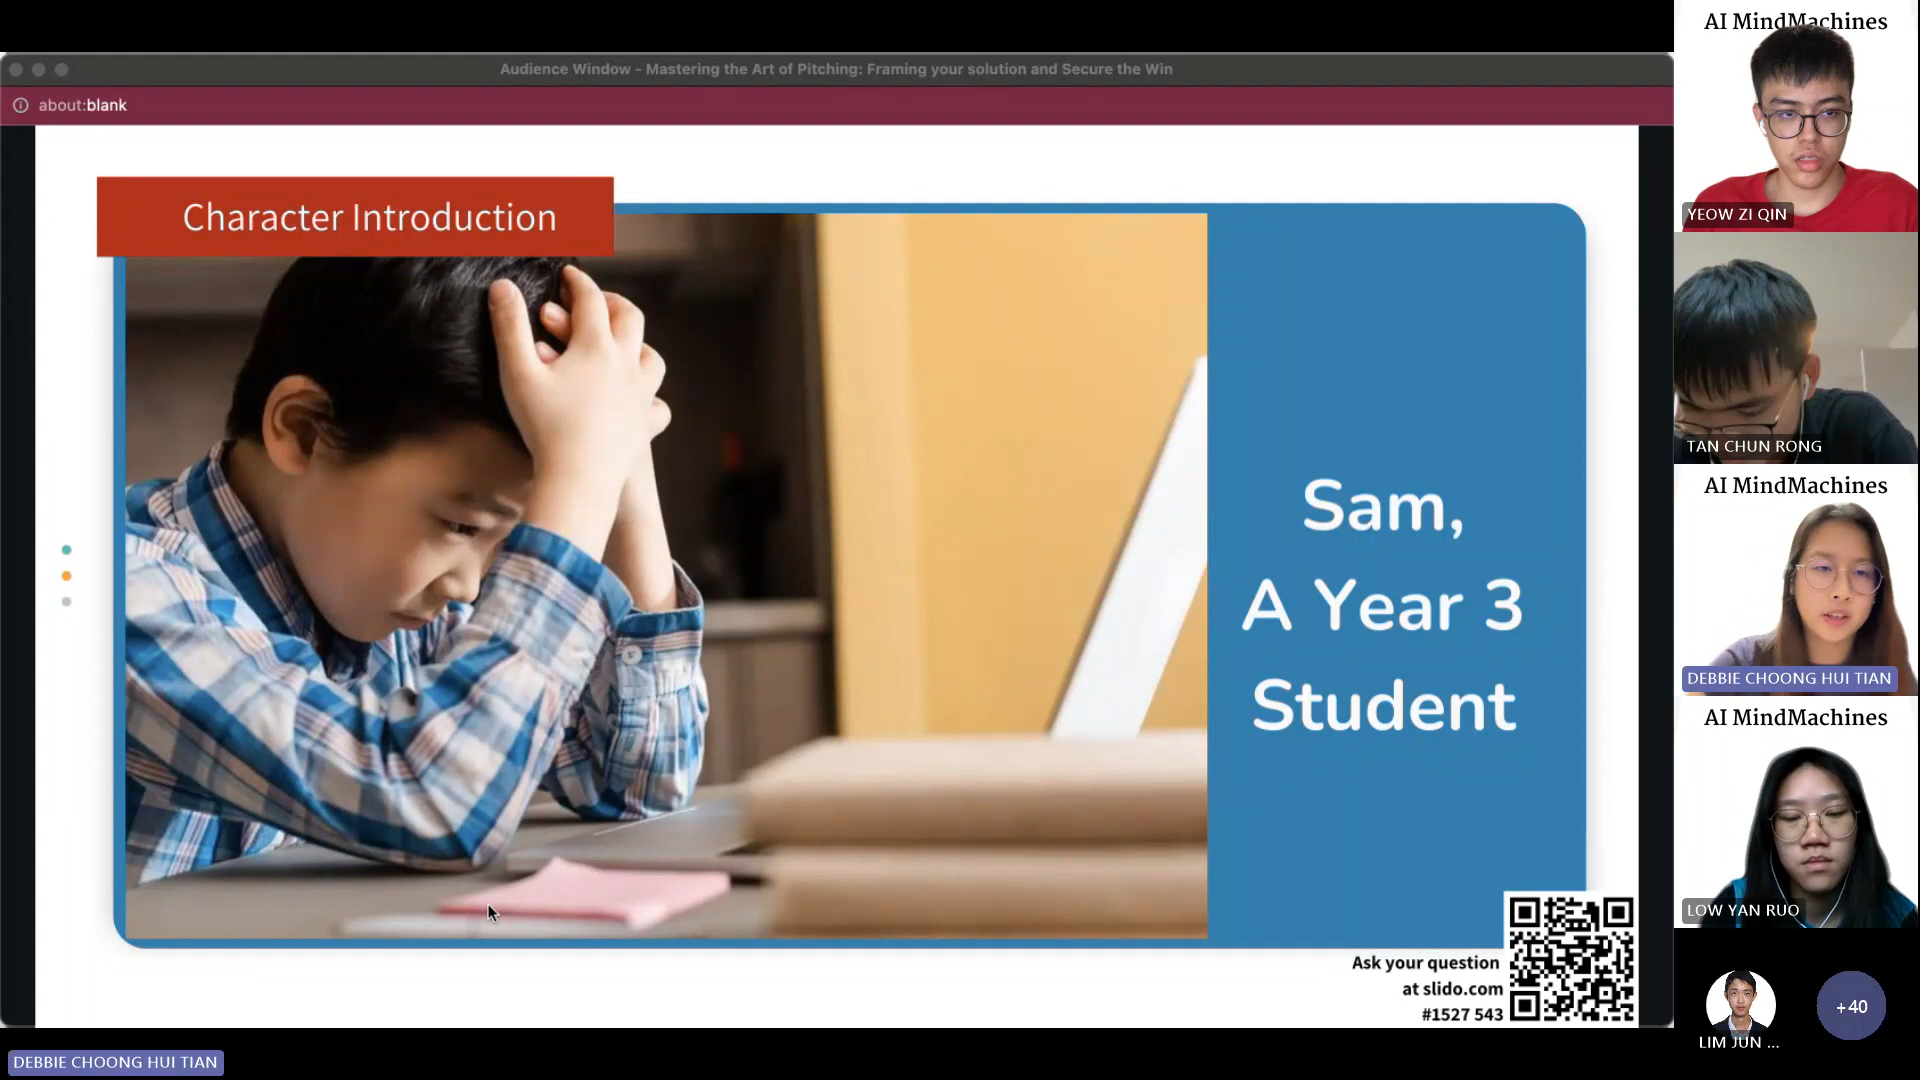 Audience Window - Mastering the Art of Pitching: Framing your solution and Secure the Win
about:blank
Character Introduction
Sam,
A Year 3
Student
Ask your question
at slido.com
#1527 543
DEBBIE CHOONG HUI TIAN
AI MindMachines
YEOW ZI QIN
TAN CHUN RONG
AI MindMachines
DEBBIE CHOONG HUI TIAN
AI MindMachines
LOW YAN RUO
LIM JUN ...
+40